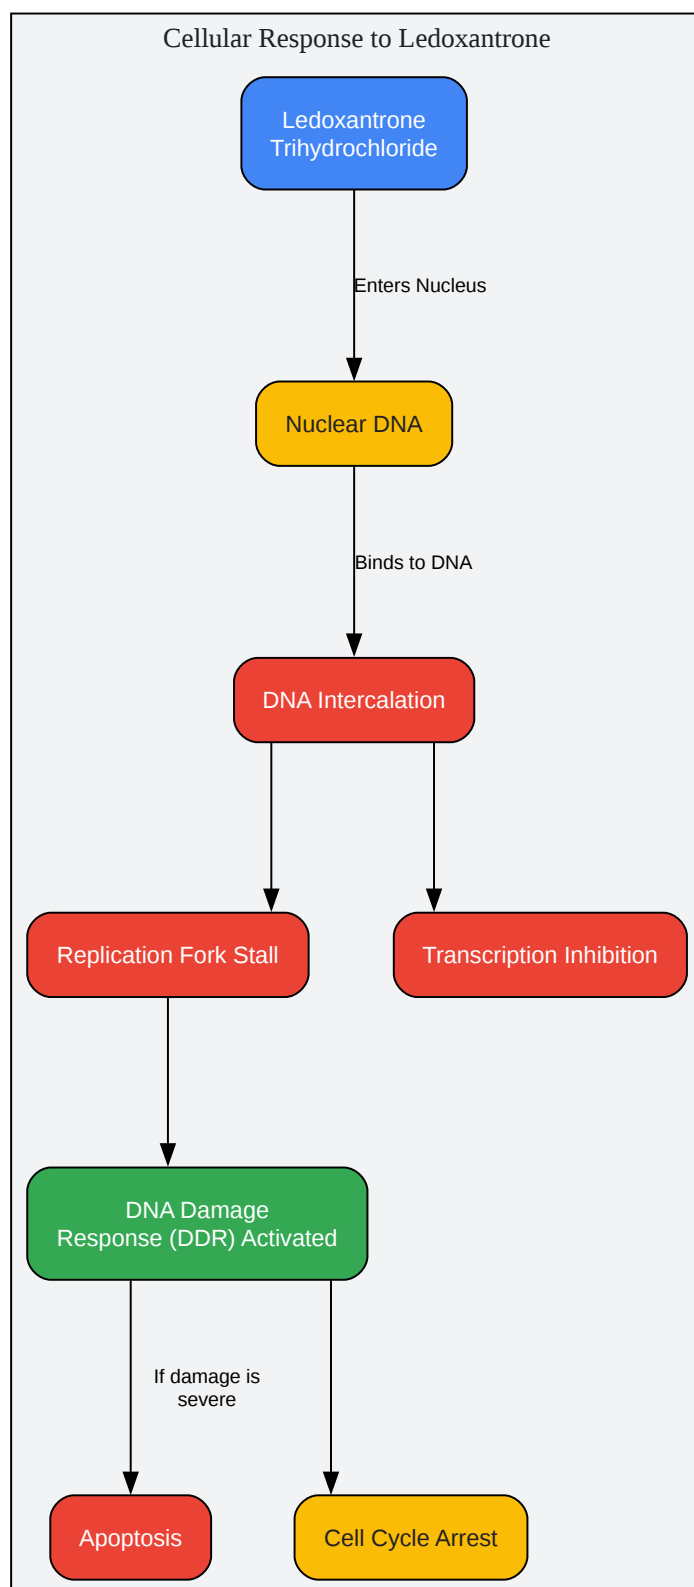 Cellular Response to Ledoxantrone
Ledoxantrone
Trihydrochloride
Enters Nucleus
Nuclear DNA
Binds to DNA
DNA Intercalation
Replication Fork Stall
Transcription Inhibition
DNA Damage
Response (DDR) Activated
If damage is
severe
Apoptosis
Cell Cycle Arrest